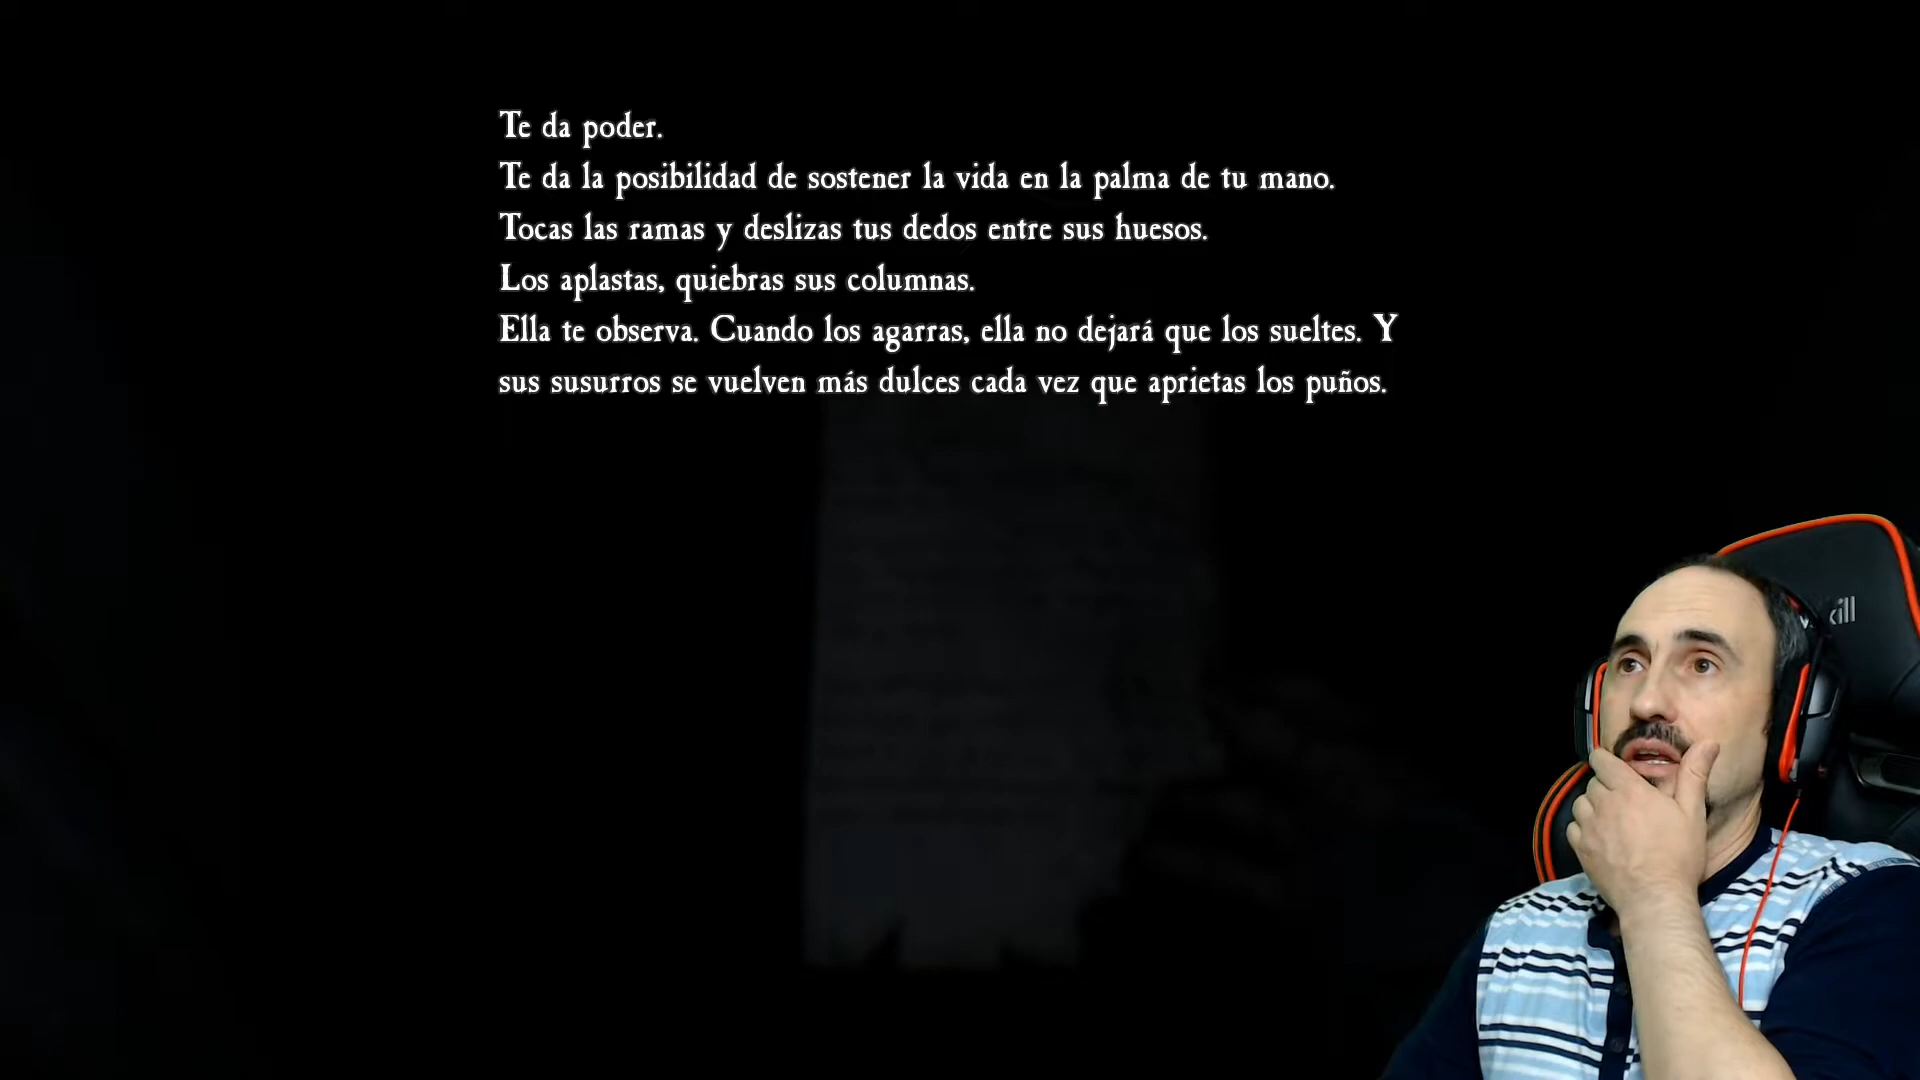 Te da poder.
Te da la posibilidad de sostener la vida en la palma de tu mano.
Tocas las ramas y deslizas tus dedos entre sus huesos.
Los aplastas, quiebras sus columnas.
Ella te observa. Cuando los agarras, ella no dejará que los sueltes. Y
sus susurros se vuelven más dulces cada vez que aprietas los puños.